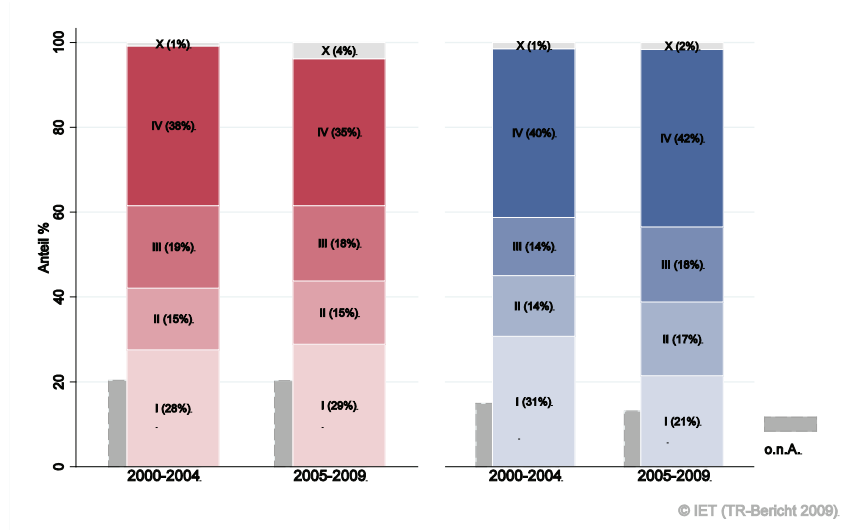 Anteil %
100
80
60
40
20
0
X (1%).
IV (38%).
III (19%).
II (15%).
I (28%).
2000-2004.
X (4%).
IV (35%).
III (18%).
II (15%).
I (29%).
2005-2009.
X (1%).
IV (40%).
III (14%).
II (14%).
I (31%).
2000-2004.
X (2%).
IV (42%).
III (18%).
II (17%).
I (21%).
2005-2009.
o.n.A..
© IET (TR-Bericht 2009).